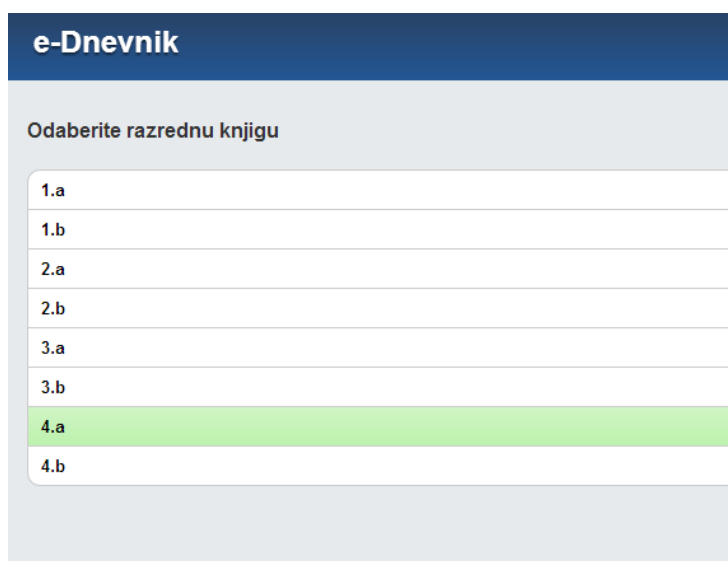 e-Dnevnik
Odaberite razrednu knjigu
1.a
1.b
2.a
2.b
3.a
3.b
4.a
4.b